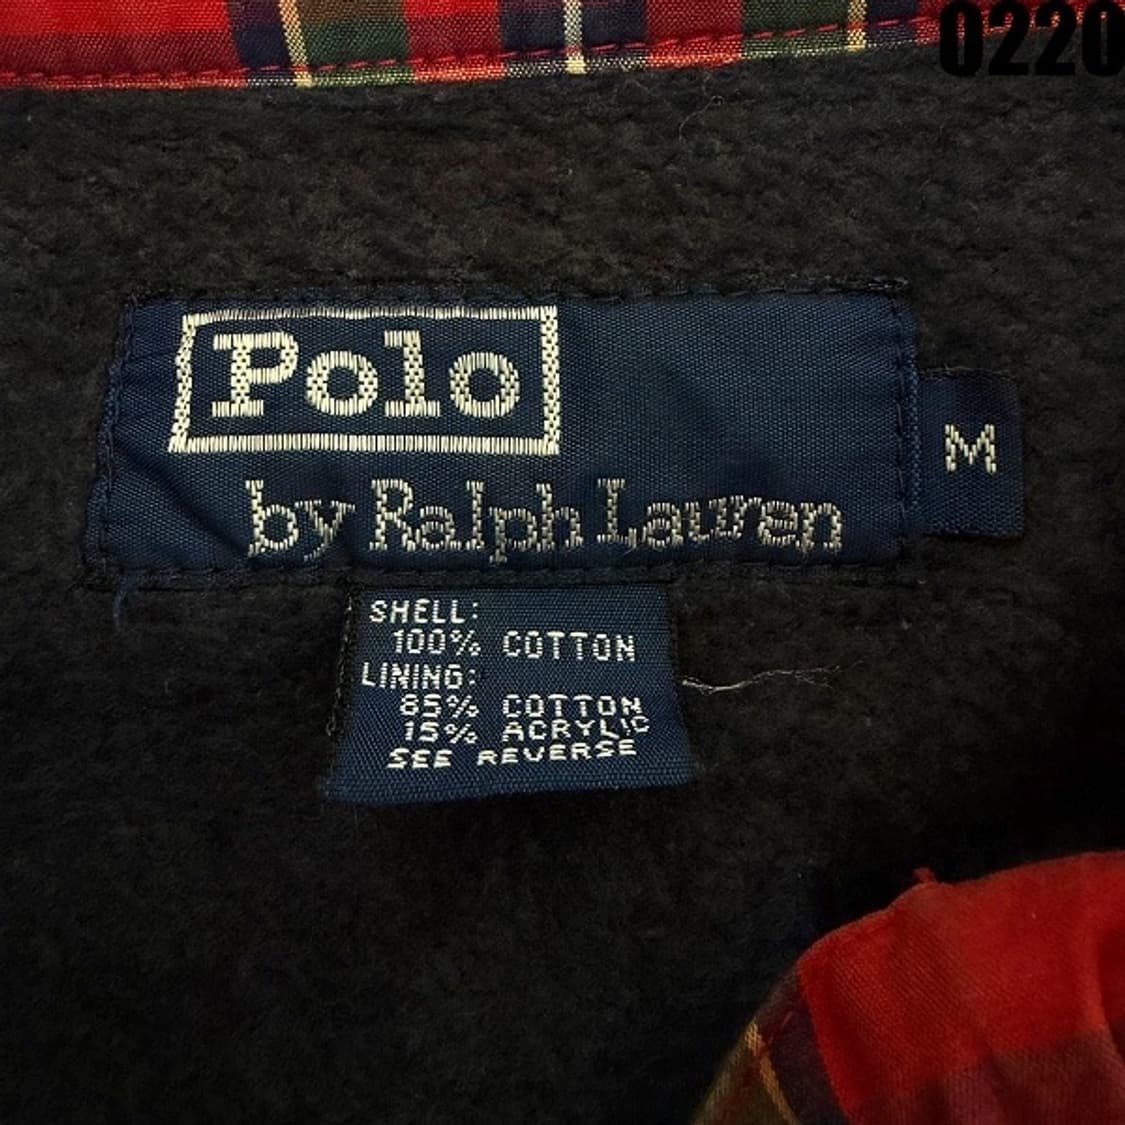 0220
Polo
by Ralph Lauren
M
SHELL:
100% COTTON
LINING:
85% COTTON
15% ACRYLIC
SEE REVERSE